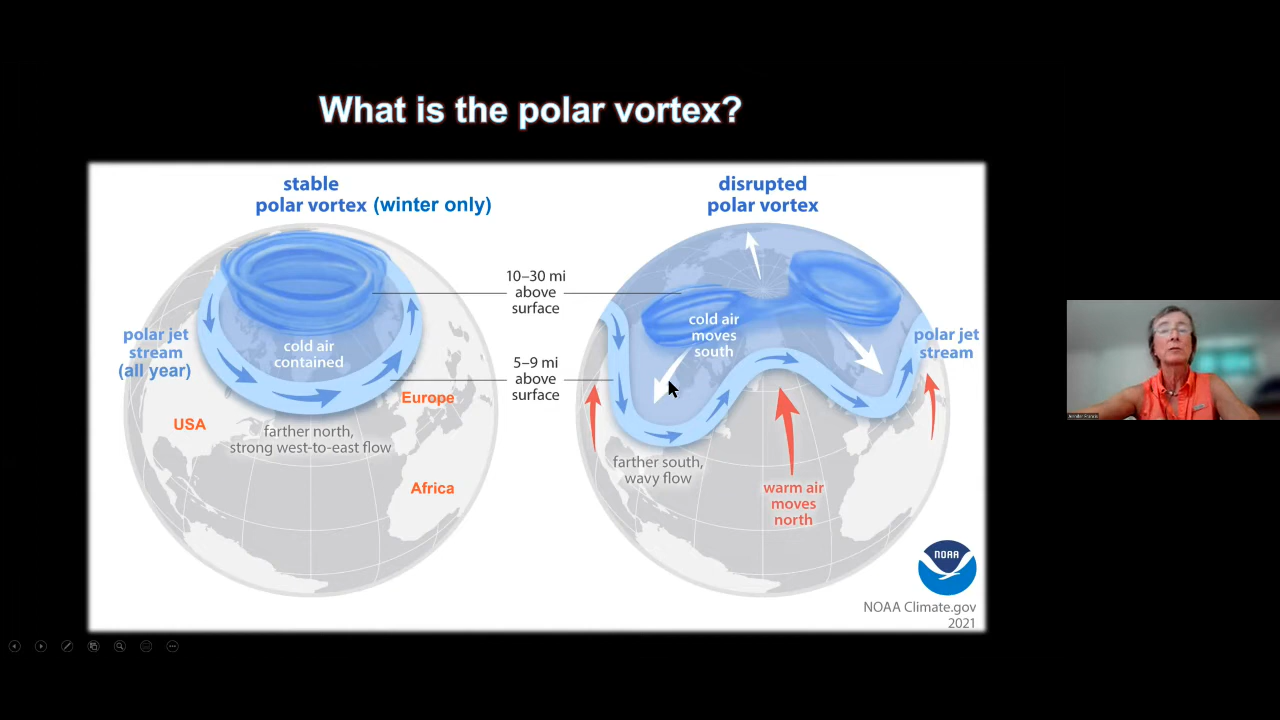 What is the polar vortex?
stable
polar vortex (winter only)
disrupted
polar vortex
10–30 mi
above
surface
5–9 mi
above
surface
polar jet
stream
(all year)
cold air
contained
USA
Europe
Africa
farther north,
strong west-to-east flow
cold air
moves
south
polar jet
stream
farther south,
wavy flow
warm air
moves
north
NOAA
NOAA Climate.gov
2021
Jennifer Francis